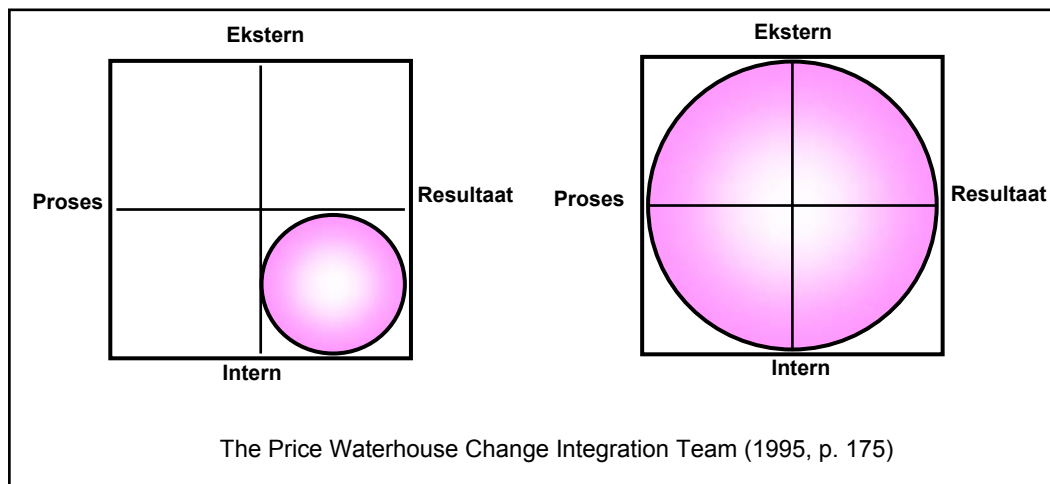 Ekstern
Proses
Resultaat
Intern
Ekstern
Proses
Resultaat
Intern
The Price Waterhouse Change Integration Team (1995, p. 175)